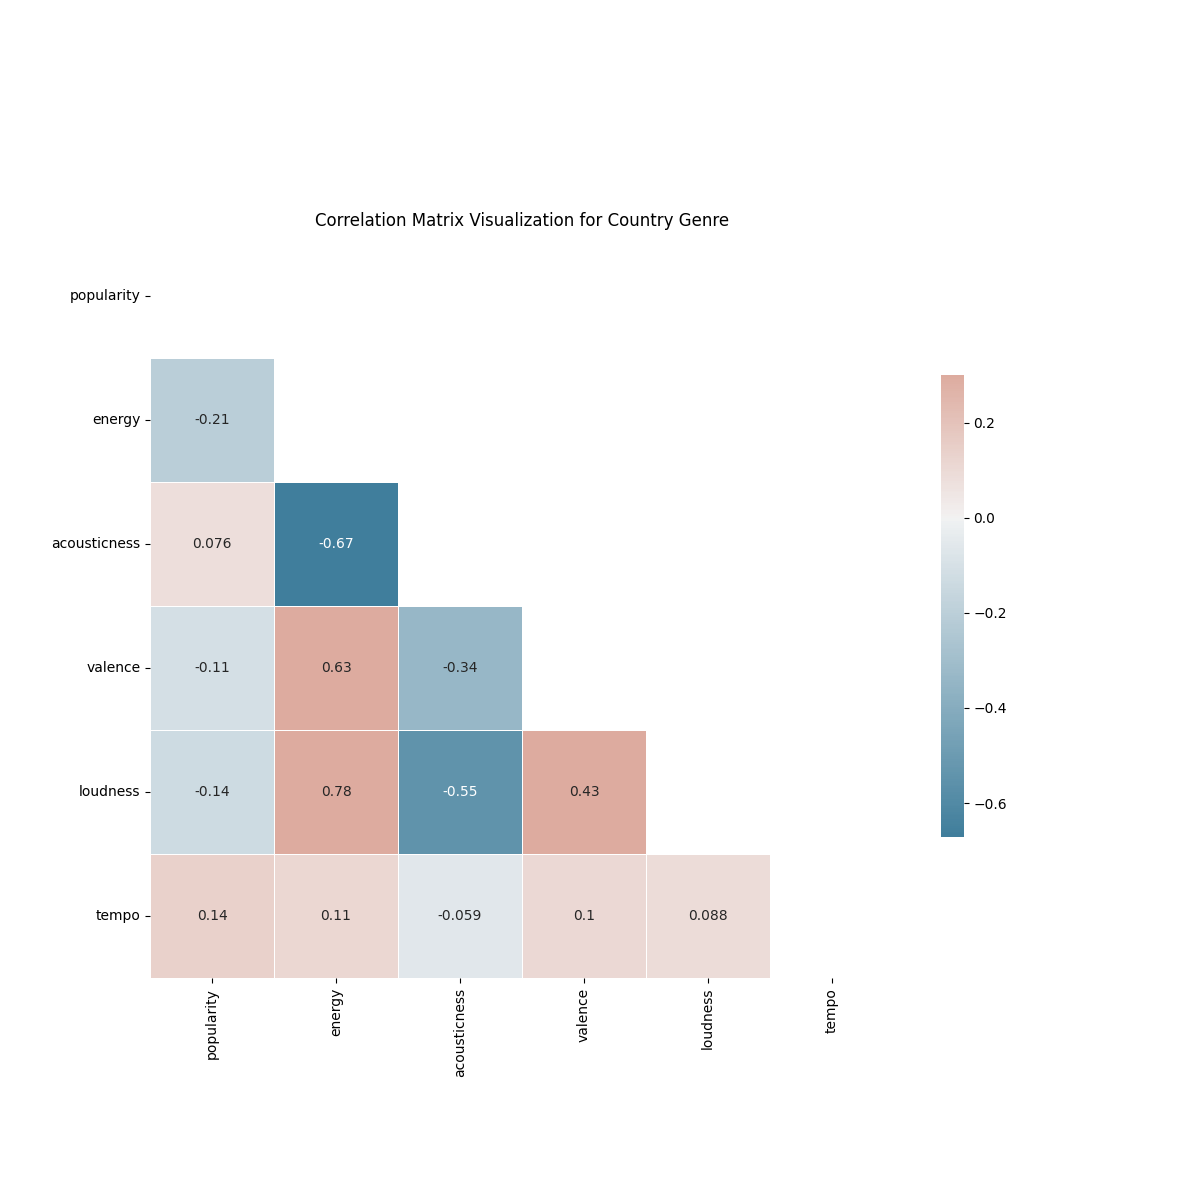 Correlation Matrix Visualization for Country Genre
popularity
energy
-0.21
acousticness
0.076
-0.67
valence
-0.11
0.63
-0.34
loudness
-0.14
0.78
-0.55
0.43
tempo
0.14
0.11
-0.059
0.1
0.088
popularity
energy
acousticness
valence
loudness
tempo
0.2
0.0
−0.2
−0.4
−0.6